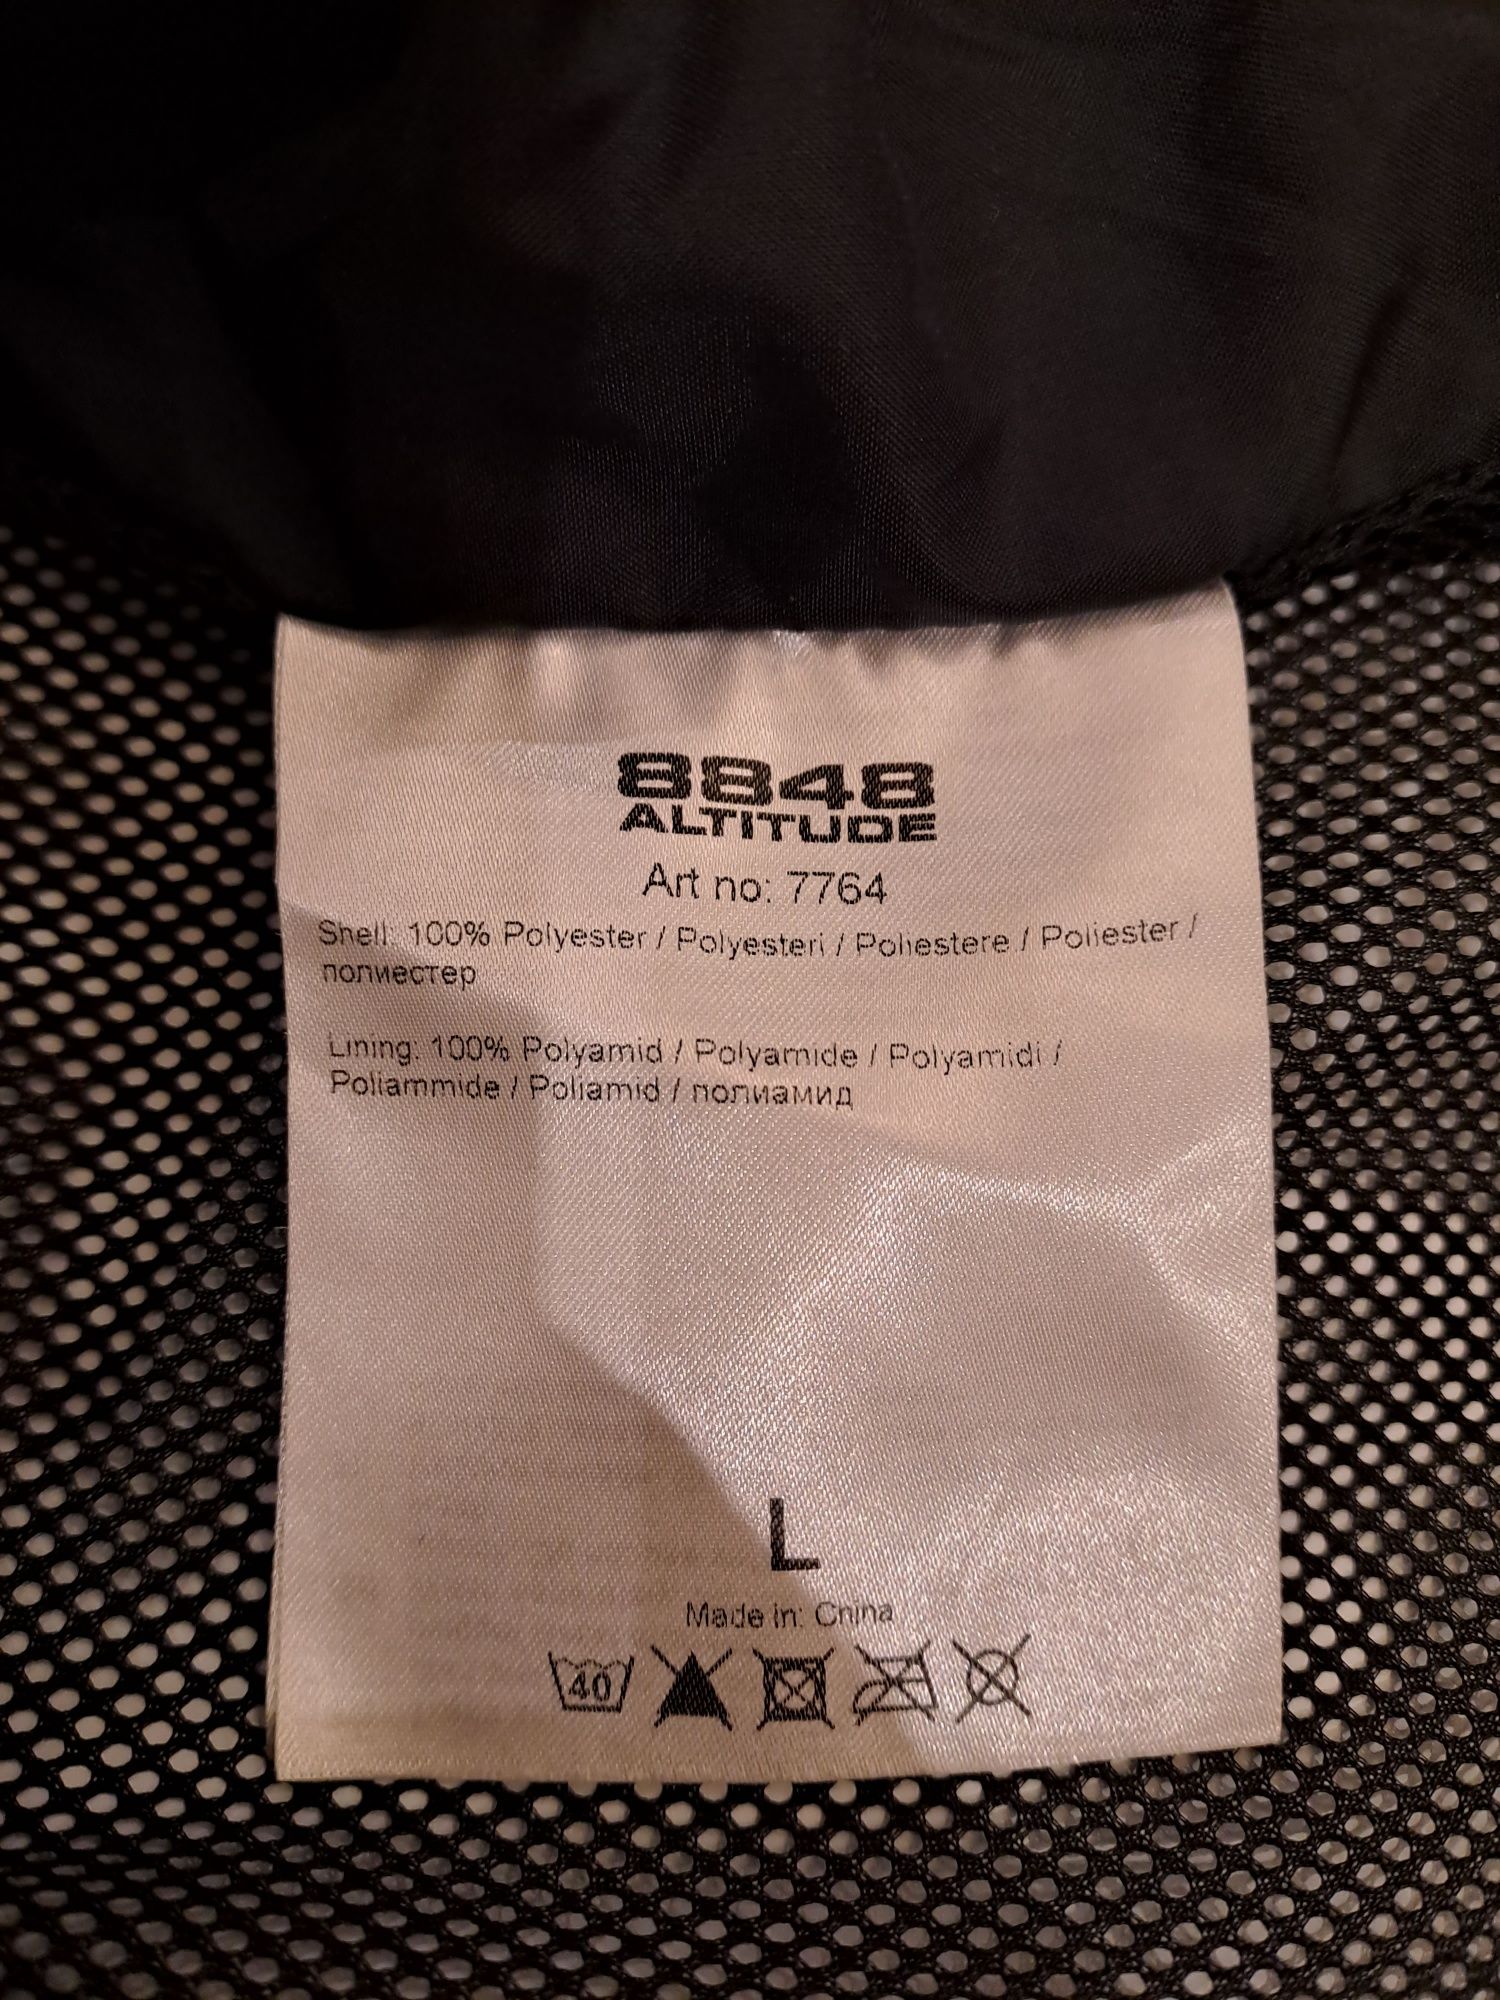 8848
ALTITUDE
Art no: 7764
Shell: 100% Polyester / Polyesteri / Poliestere / Poliester /
полиестер
Lining: 100% Polyamid / Polyamide / Polyamidi /
Poliammide / Poliamid / полиамид
L
Made in: China
40